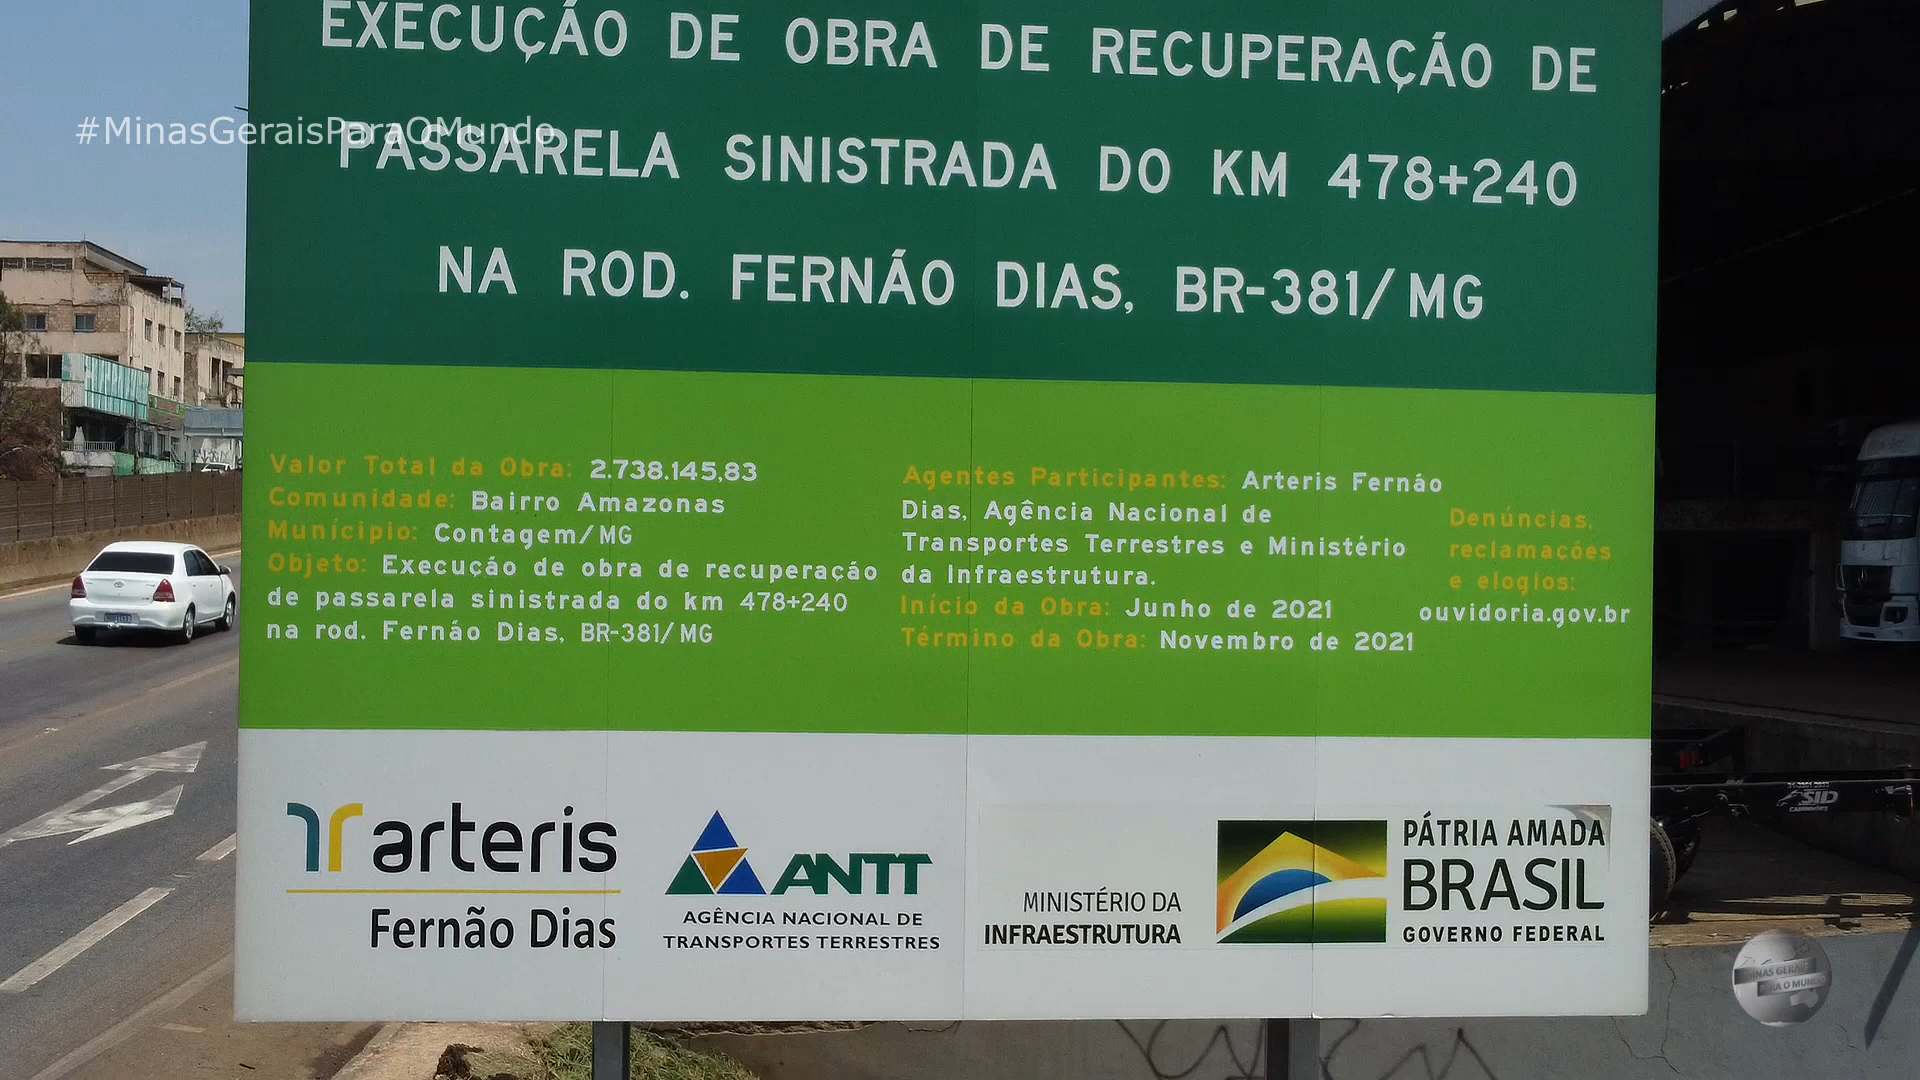 #MinasGeraisParaOMundo
EXECUÇÃO DE OBRA DE RECUPERAÇÃO DE
PASSARELA SINISTRADA DO KM 478+240
NA ROD. FERNÃO DIAS, BR-381/MG
Valor Total da Obra: 2.738.145,83
Comunidade: Bairro Amazonas
Município: Contagem/MG
Objeto: Execução de obra de recuperação
de passarela sinistrada do km 478+240
na rod. Fernão Dias, BR-381/MG
Agentes Participantes: Arteris Fernão
Dias, Agência Nacional de
Transportes Terrestres e Ministério
da Infraestrutura.
Início da Obra: Junho de 2021
Término da Obra: Novembro de 2021
Denúncias,
reclamações
e elogios:
ouvidoria.gov.br
arteris
Fernão Dias
ANTT
AGÊNCIA NACIONAL DE
TRANSPORTES TERRESTRES
MINISTÉRIO DA
INFRAESTRUTURA
PÁTRIA AMADA
BRASIL
GOVERNO FEDERAL
SID
MINAS GERAIS
PARA O MUNDO